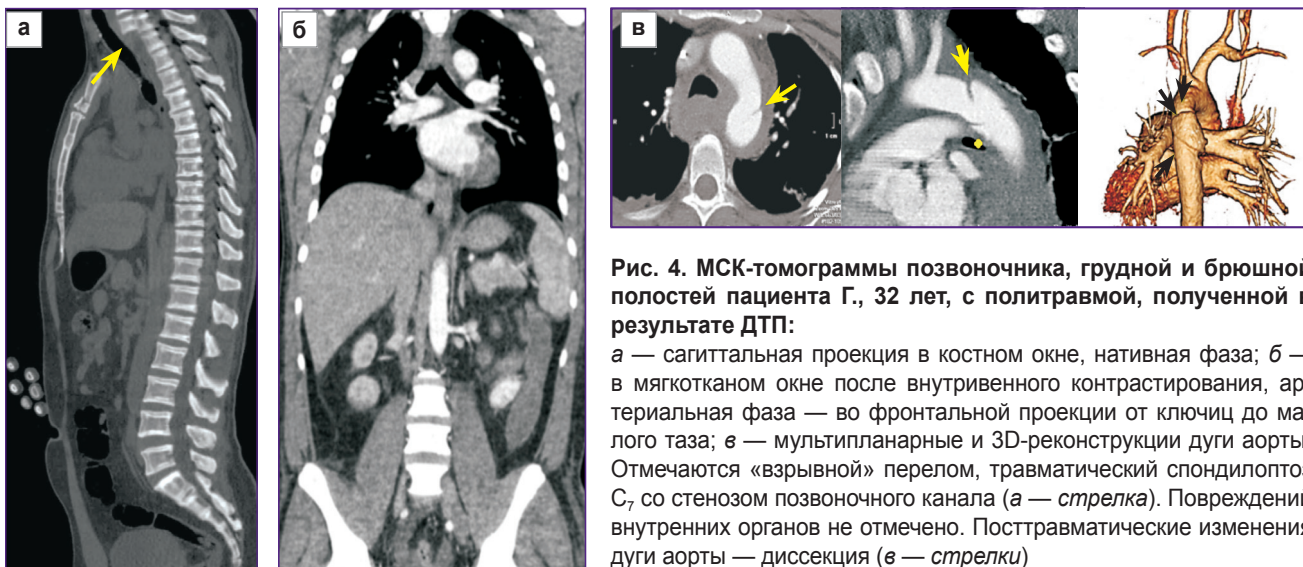 а
б
в
Рис. 4. МСК-томограммы позвоночника, грудной и брюшной
полостей пациента Г., 32 лет, с политравмой, полученной
результате ДТП:
а — сагиттальная проекция в костном окне, нативная фаза; б —
в мягкотканом окне после внутривенного контрастирования, ар
териальная фаза — во фронтальной проекции от ключиц до ма
лого таза; в — мультипланарные и 3D-реконструкции дуги аорты
Отмечаются «взрывной» перелом, травматический спондилоптоз
C7 со стенозом позвоночного канала (а — стрелка). Повреждени
внутренних органов не отмечено. Посттравматические изменения
дуги аорты — диссекция (в — стрелки)